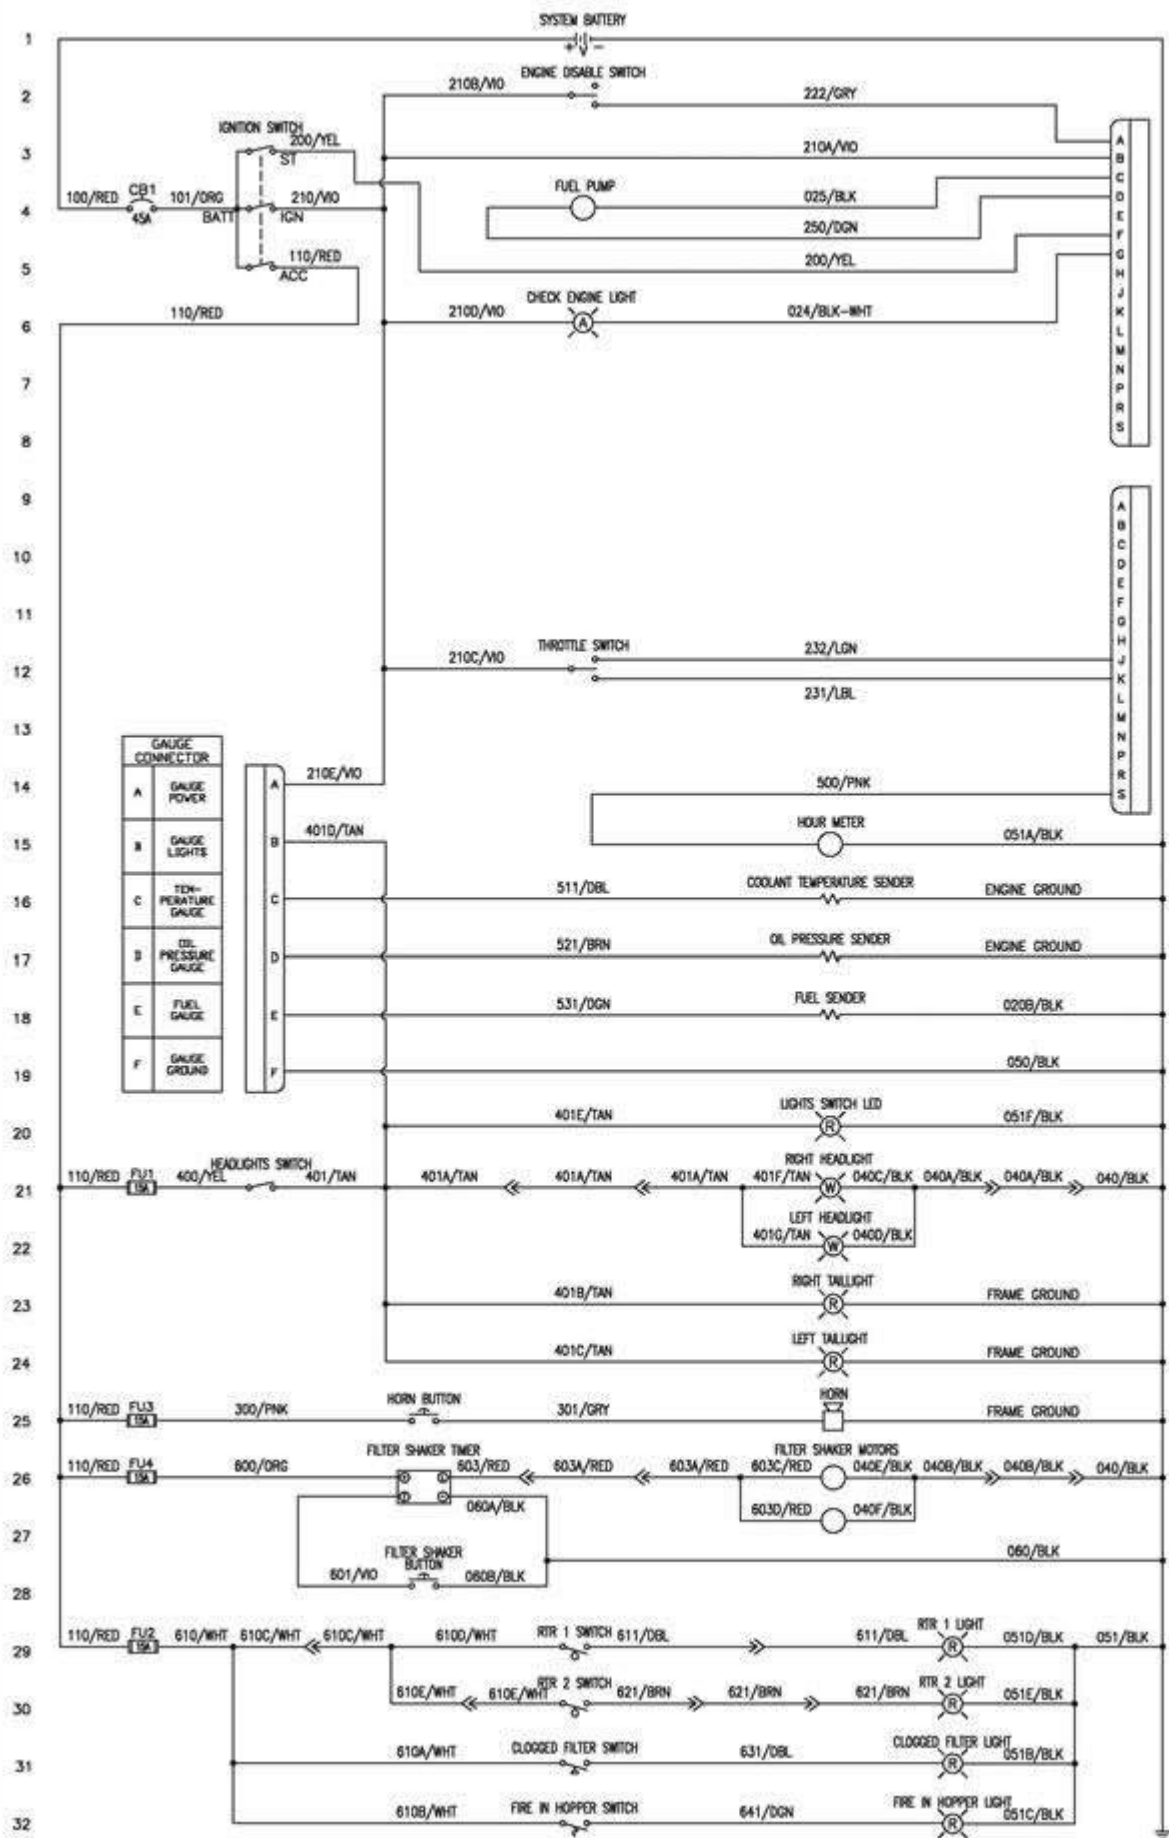 SYSTEM BATTERY
1
+ V −
ENGINE DISABLE SWITCH
2
210B/VIO
222/GRY
IGNITION SWITCH
3
200/YEL
ST
210A/VIO
A
B
C
D
E
F
G
H
J
K
L
M
N
P
R
S
FUEL PUMP
4
100/RED
CB1
45A
101/ORG
BATT
210/VIO
IGN
025/BLK
250/DGN
5
110/RED
ACC
200/YEL
CHECK ENGINE LIGHT
6
110/RED
210D/VIO
A
024/BLK-WHT
7
8
9
A
B
C
D
E
F
G
H
J
K
L
M
N
P
R
S
10
11
THROTTLE SWITCH
12
210C/VIO
232/LGN
231/LBL
13
GAUGE
CONNECTOR
A GAUGE
POWER
B GAUGE
LIGHTS
C TEM-
PERATURE
GAUGE
D OIL
PRESSURE
GAUGE
E FUEL
GAUGE
F GAUGE
GROUND
A
B
C
D
E
F
14
210E/VIO
500/PNK
15
401D/TAN
HOUR METER
051A/BLK
16
511/DBL
COOLANT TEMPERATURE SENDER
ENGINE GROUND
17
521/BRN
OIL PRESSURE SENDER
ENGINE GROUND
18
531/DGN
FUEL SENDER
020B/BLK
19
050/BLK
20
401E/TAN
LIGHTS SWITCH LED
R
051F/BLK
21
110/RED
FU1
15A
400/YEL
HEADLIGHTS SWITCH
401/TAN
401A/TAN
401A/TAN
401A/TAN
RIGHT HEADLIGHT
401F/TAN
W
040C/BLK
040A/BLK
040A/BLK
040/BLK
22
LEFT HEADLIGHT
401G/TAN
W
040D/BLK
23
401B/TAN
RIGHT TAILLIGHT
R
FRAME GROUND
24
401C/TAN
LEFT TAILLIGHT
R
FRAME GROUND
25
110/RED
FU3
15A
300/PNK
HORN BUTTON
301/GRY
HORN
FRAME GROUND
26
110/RED
FU4
15A
600/ORG
FILTER SHAKER TIMER
603/RED
603A/RED
603A/RED
FILTER SHAKER MOTORS
603C/RED
040E/BLK
040B/BLK
040B/BLK
040/BLK
060A/BLK
27
603D/RED
040F/BLK
060/BLK
28
FILTER SHAKER
BUTTON
601/VIO
060B/BLK
29
110/RED
FU2
15A
610/WHT
610C/WHT
610C/WHT
610D/WHT
RTR 1 SWITCH
611/DBL
611/DBL
RTR 1 LIGHT
R
051D/BLK
051/BLK
30
610E/WHT
610E/WHT
RTR 2 SWITCH
621/BRN
621/BRN
621/BRN
RTR 2 LIGHT
R
051E/BLK
31
610A/WHT
CLOGGED FILTER SWITCH
631/DBL
CLOGGED FILTER LIGHT
R
051B/BLK
32
610B/WHT
FIRE IN HOPPER SWITCH
641/DGN
FIRE IN HOPPER LIGHT
R
051C/BLK